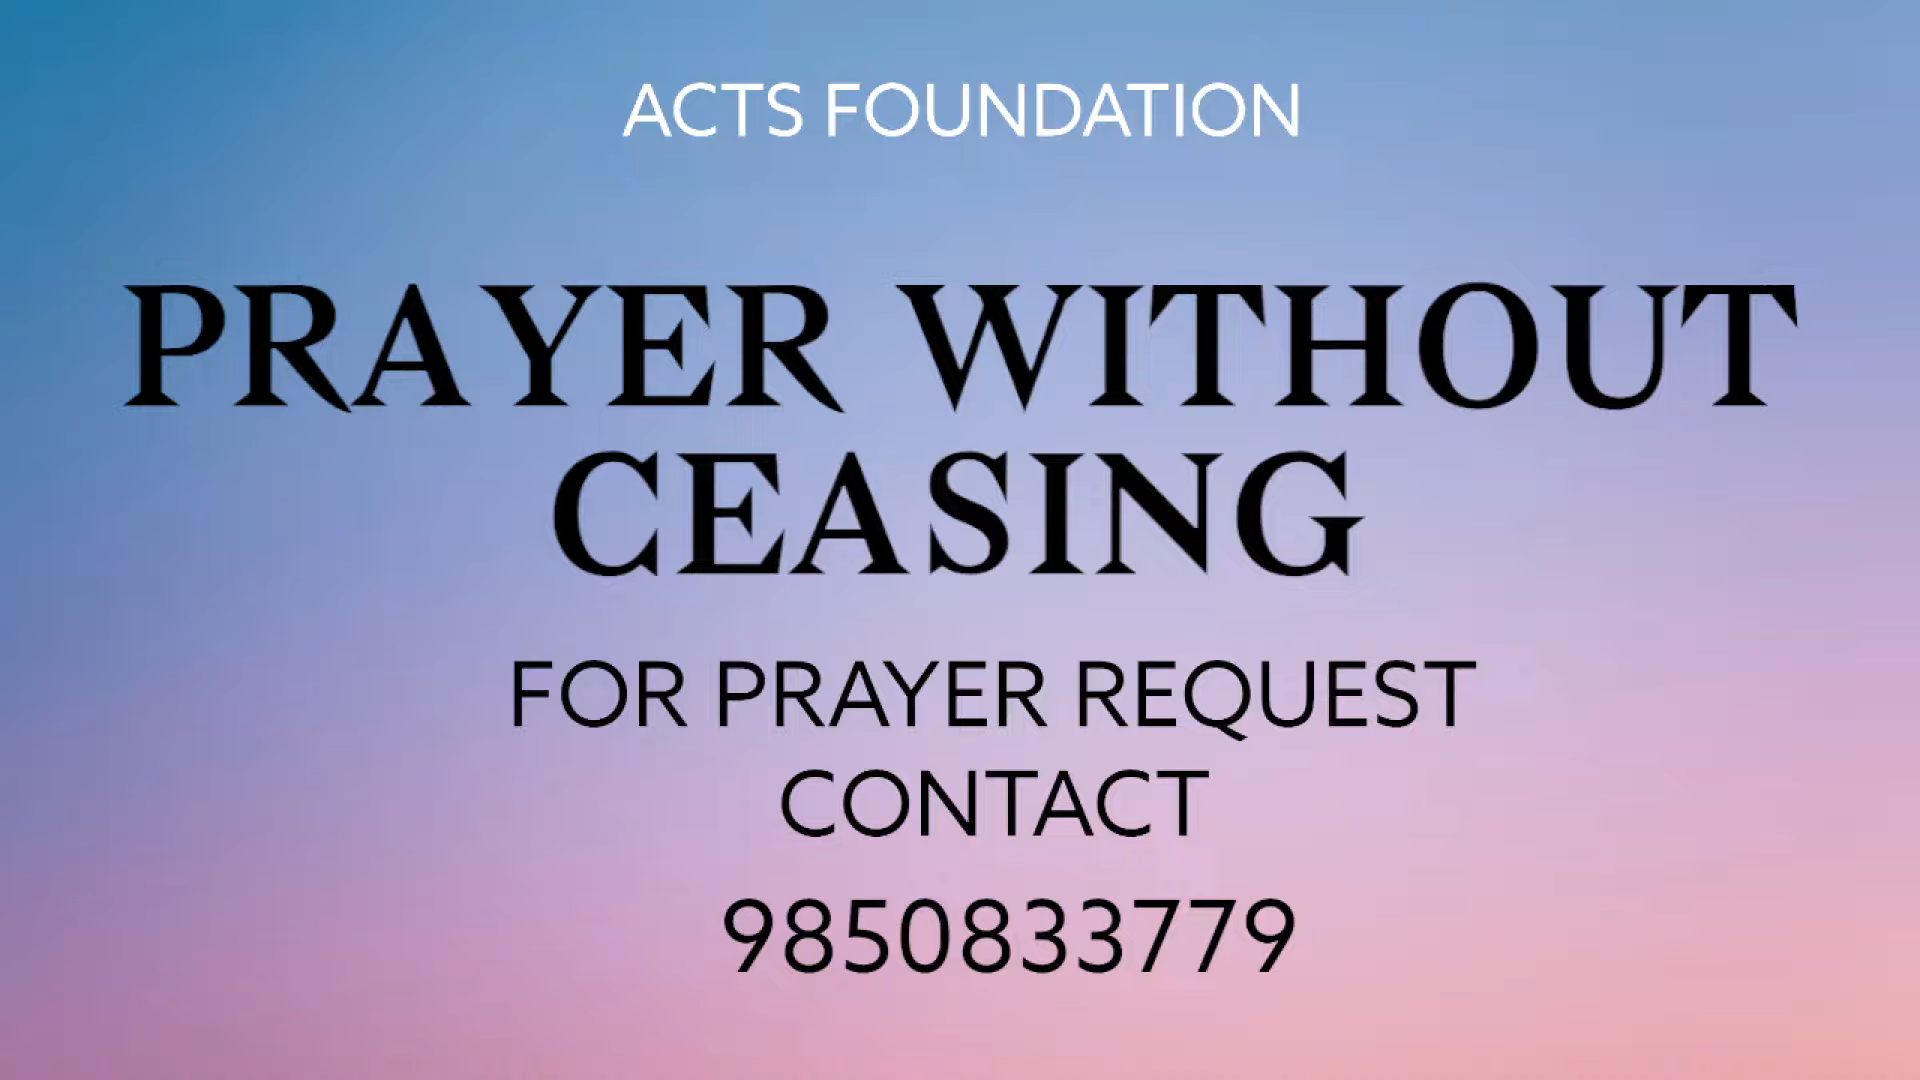 ACTS FOUNDATION
PRAYER WITHOUT
CEASING
FOR PRAYER REQUEST
CONTACT
9850833779